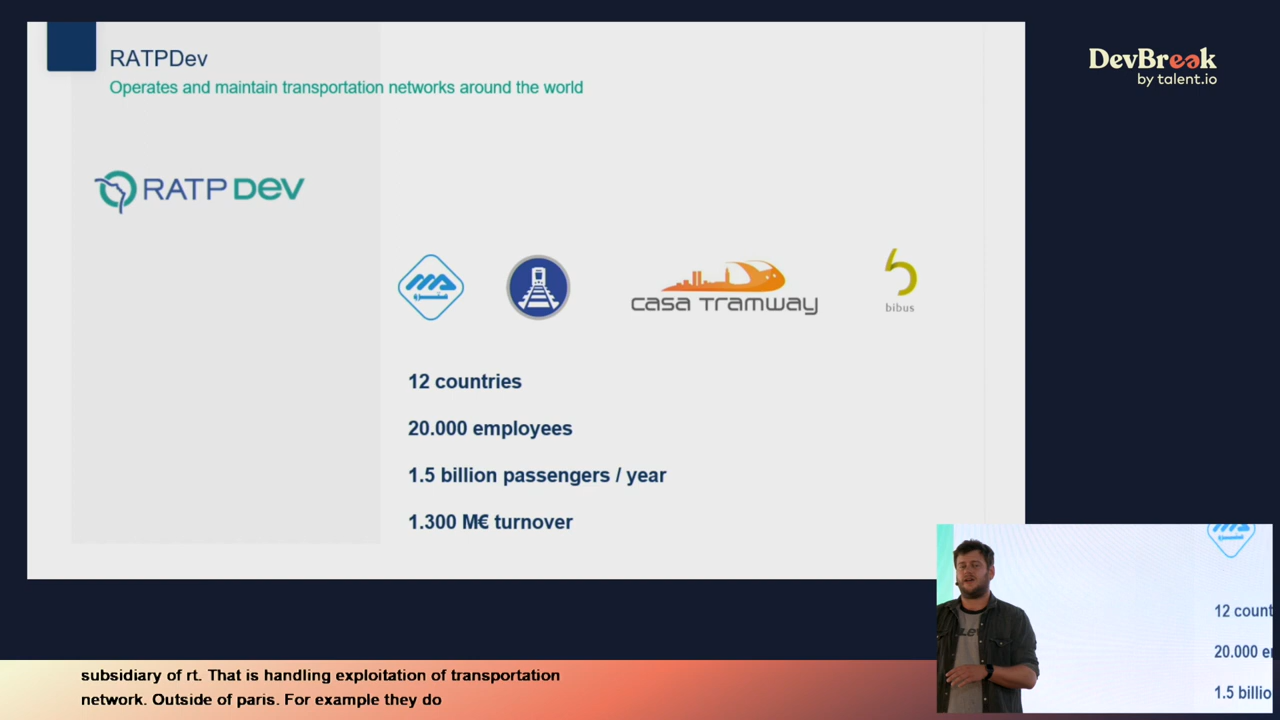 RATPDev
Operates and maintain transportation networks around the world
DevBreak
by talent.io
RATP DEV
CASA TRAMWAY
bibus
12 countries
20.000 employees
1.5 billion passengers / year
1.300 M€ turnover
12 count
20.000 e
1.5 billio
subsidiary of rt. That is handling exploitation of transportation
network. Outside of paris. For example they do